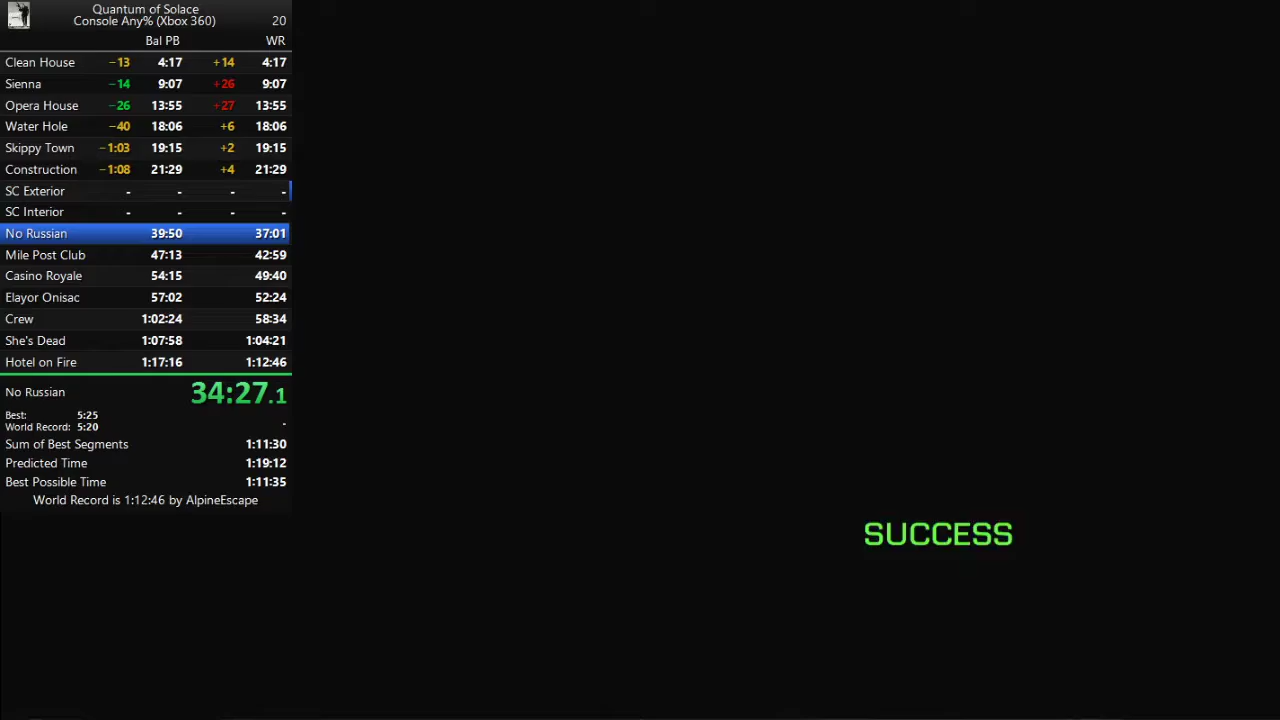 Quantum of Solace
Console Any% (Xbox 360) 20
Bal PB WR
Clean House −13 4:17 +14 4:17
Sienna −14 9:07 +26 9:07
Opera House −26 13:55 +27 13:55
Water Hole −40 18:06 +6 18:06
Skippy Town −1:03 19:15 +2 19:15
Construction −1:08 21:29 +4 21:29
SC Exterior - - - -
SC Interior - - - -
No Russian 39:50 37:01
Mile Post Club 47:13 42:59
Casino Royale 54:15 49:40
Elayor Onisac 57:02 52:24
Crew 1:02:24 58:34
She's Dead 1:07:58 1:04:21
Hotel on Fire 1:17:16 1:12:46
No Russian 34:27.1
Best: 5:25
World Record: 5:20 -
Sum of Best Segments 1:11:30
Predicted Time 1:19:12
Best Possible Time 1:11:35
World Record is 1:12:46 by AlpineEscape
SUCCESS